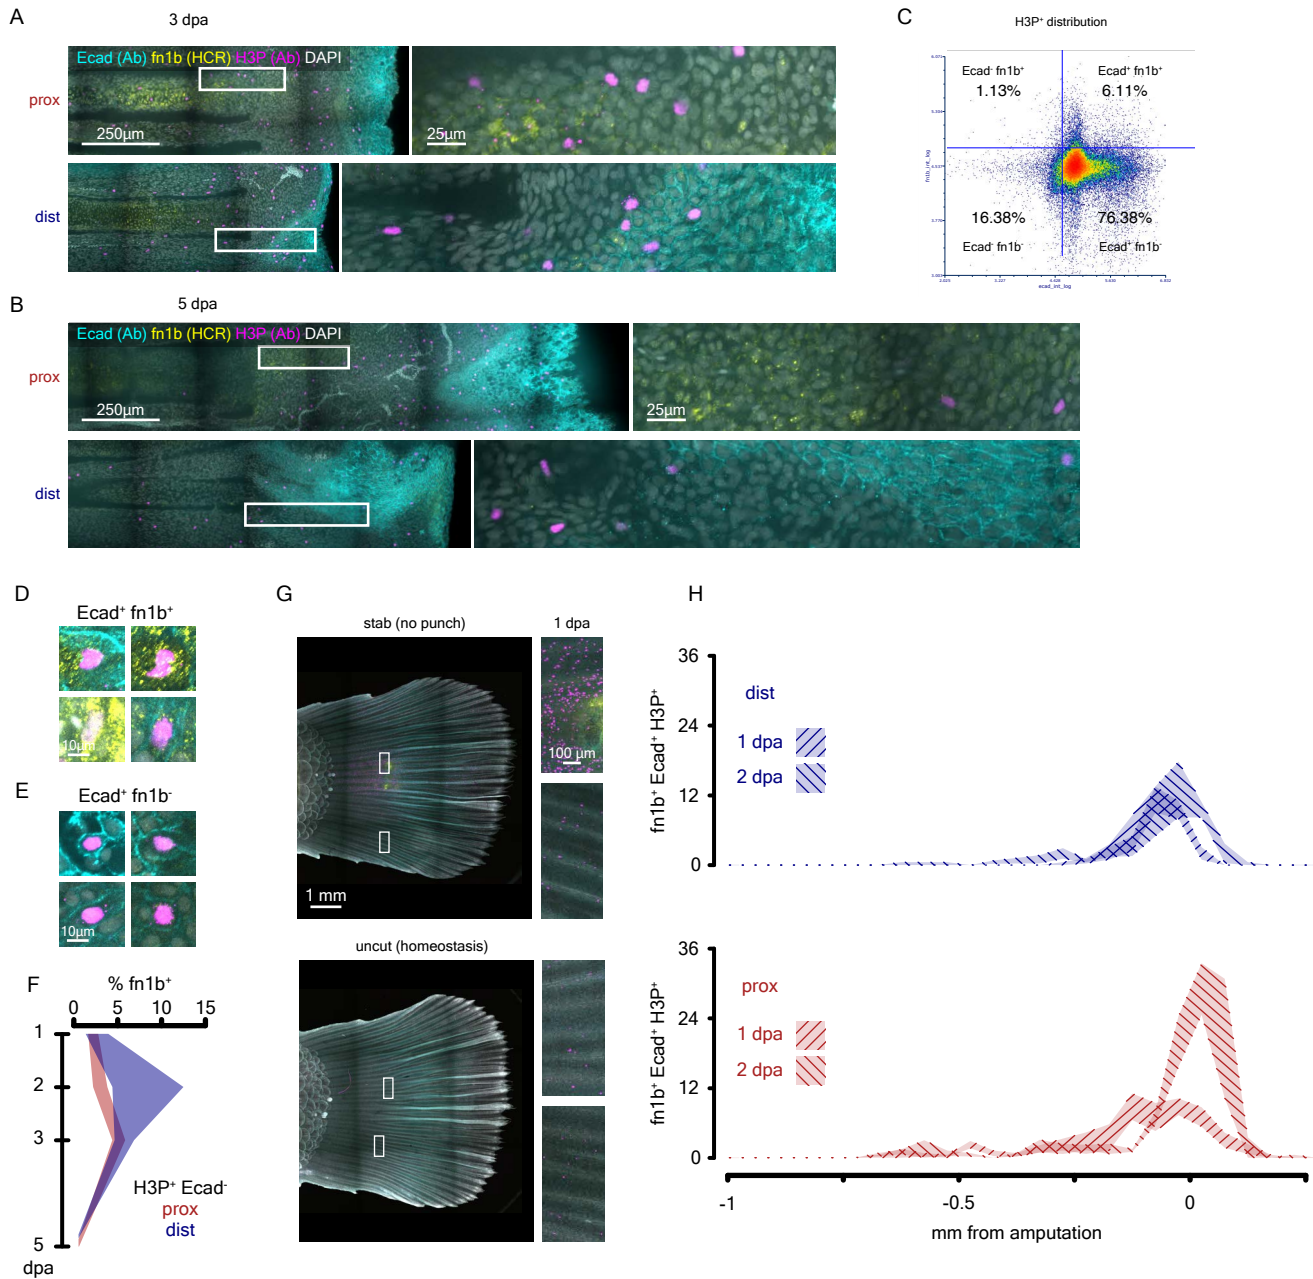 A
3 dpa
Ecad (Ab) fn1b (HCR) H3P (Ab) DAPI
prox
250µm
25µm
dist
B
5 dpa
Ecad (Ab) fn1b (HCR) H3P (Ab) DAPI
prox
250µm
25µm
dist
C
H3P⁺ distribution
Ecad⁻ fn1b⁺
1.13%
Ecad⁺ fn1b⁺
6.11%
16.38%
Ecad⁻ fn1b⁻
76.38%
Ecad⁺ fn1b⁻
fn1b_int_log
ecad_int_log
D
Ecad⁺ fn1b⁺
10µm
E
Ecad⁺ fn1b⁻
10µm
F
% fn1b⁺
0 5 10 15
1
2
3
5
dpa
H3P⁺ Ecad⁻
prox
dist
G
stab (no punch)
1 dpa
100 µm
1 mm
uncut (homeostasis)
H
fn1b⁺ Ecad⁺ H3P⁺
36
24
12
0
dist
1 dpa
2 dpa
fn1b⁺ Ecad⁺ H3P⁺
36
24
12
0
prox
1 dpa
2 dpa
-1 -0.5 0
mm from amputation